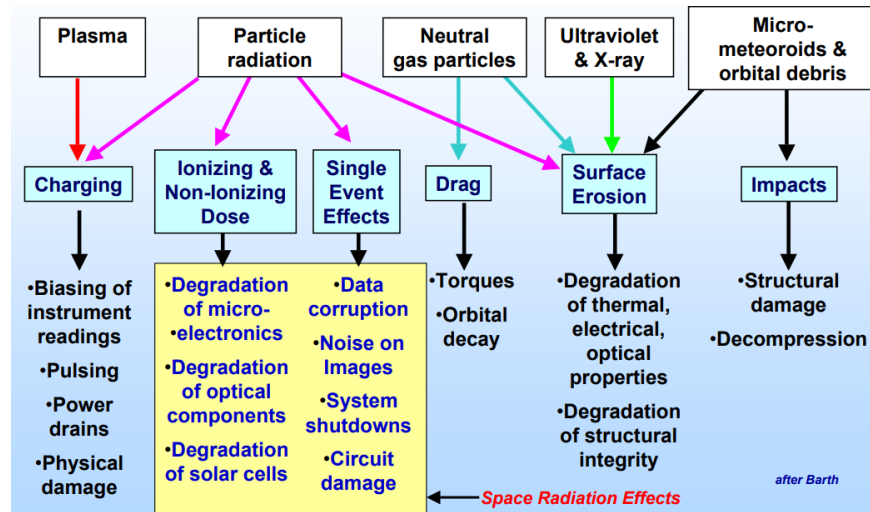 Plasma
Particle
radiation
Neutral
gas particles
Ultraviolet
& X-ray
Micro-
meteoroids &
orbital debris
Charging
Ionizing &
Non-Ionizing
Dose
Single
Event
Effects
Drag
Surface
Erosion
Impacts
•Biasing of
instrument
readings
•Pulsing
•Power
drains
•Physical
damage
•Degradation
of micro-
•electronics
•Degradation
of optical
components
•Degradation
of solar cells
•Data
corruption
•Noise on
Images
•System
shutdowns
•Circuit
damage
•Torques
•Orbital
decay
•Degradation
of thermal,
electrical,
optical
properties
•Degradation
of structural
integrity
•Structural
damage
•Decompression
Space Radiation Effects
after Barth